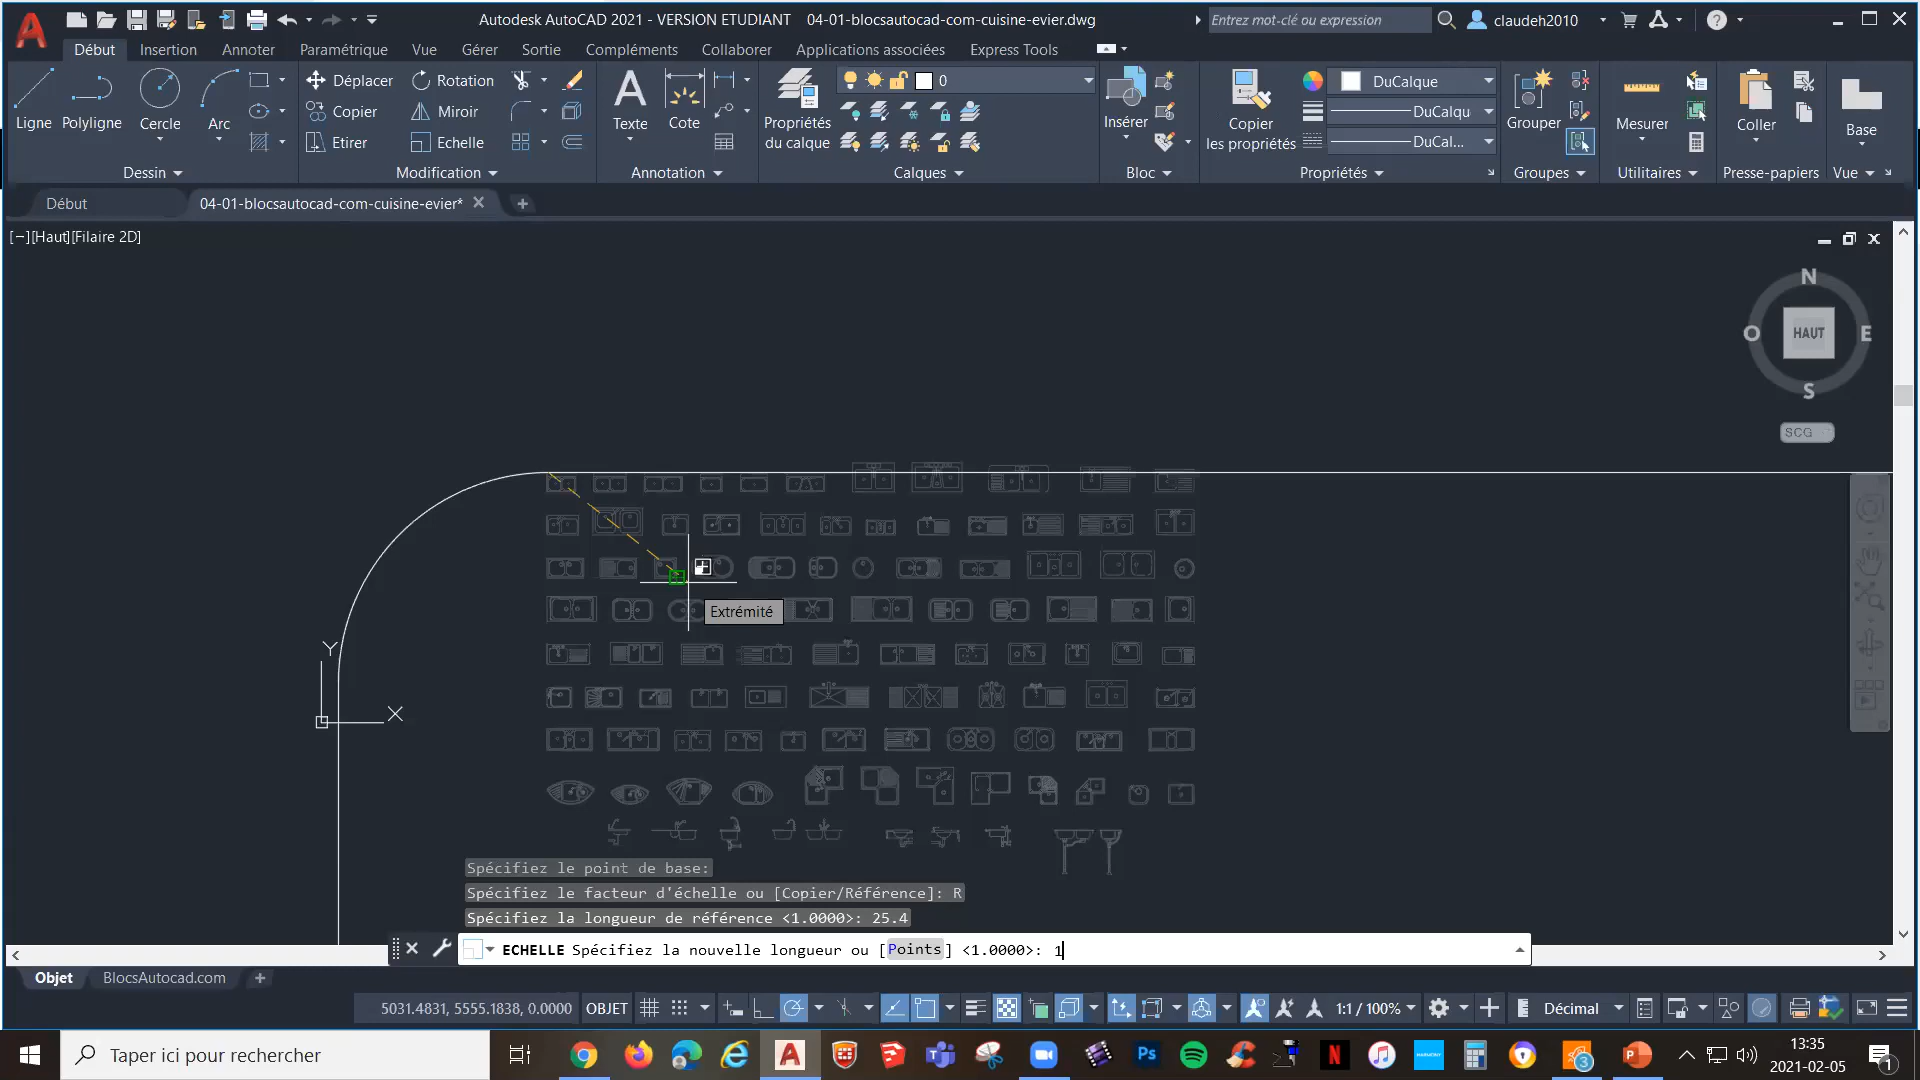 Autodesk AutoCAD 2021 - VERSION ETUDIANT 04-01-blocsautocad-com-cuisine-evier.dwg
Entrez mot-clé ou expression
claudeh2010
Début Insertion Annoter Paramétrique Vue Gérer Sortie Compléments Collaborer Applications associées Express Tools
Ligne
Polyligne
Cercle
Arc
Déplacer
Rotation
Copier
Miroir
Etirer
Echelle
Texte
Cote
Propriétés
du calque
0
Insérer
Copier
les propriétés
DuCalque
DuCalqu
DuCal...
Grouper
Mesurer
Coller
Base
Dessin
Modification
Annotation
Calques
Bloc
Propriétés
Groupes
Utilitaires
Presse-papiers
Vue
Début
04-01-blocsautocad-com-cuisine-evier*
[−][Haut][Filaire 2D]
N
O
HAUT
E
S
SCG
Extrémité
Y
X
Spécifiez le point de base:
Spécifiez le facteur d'échelle ou [Copier/Référence]: R
Spécifiez la longueur de référence <1.0000>: 25.4
ECHELLE Spécifiez la nouvelle longueur ou [Points] <1.0000>: 1
Objet
BlocsAutocad.com
5031.4831, 5555.1838, 0.0000
OBJET
1:1 / 100%
Décimal
Taper ici pour rechercher
Ps
N
3
P
13:35
2021-02-05
1